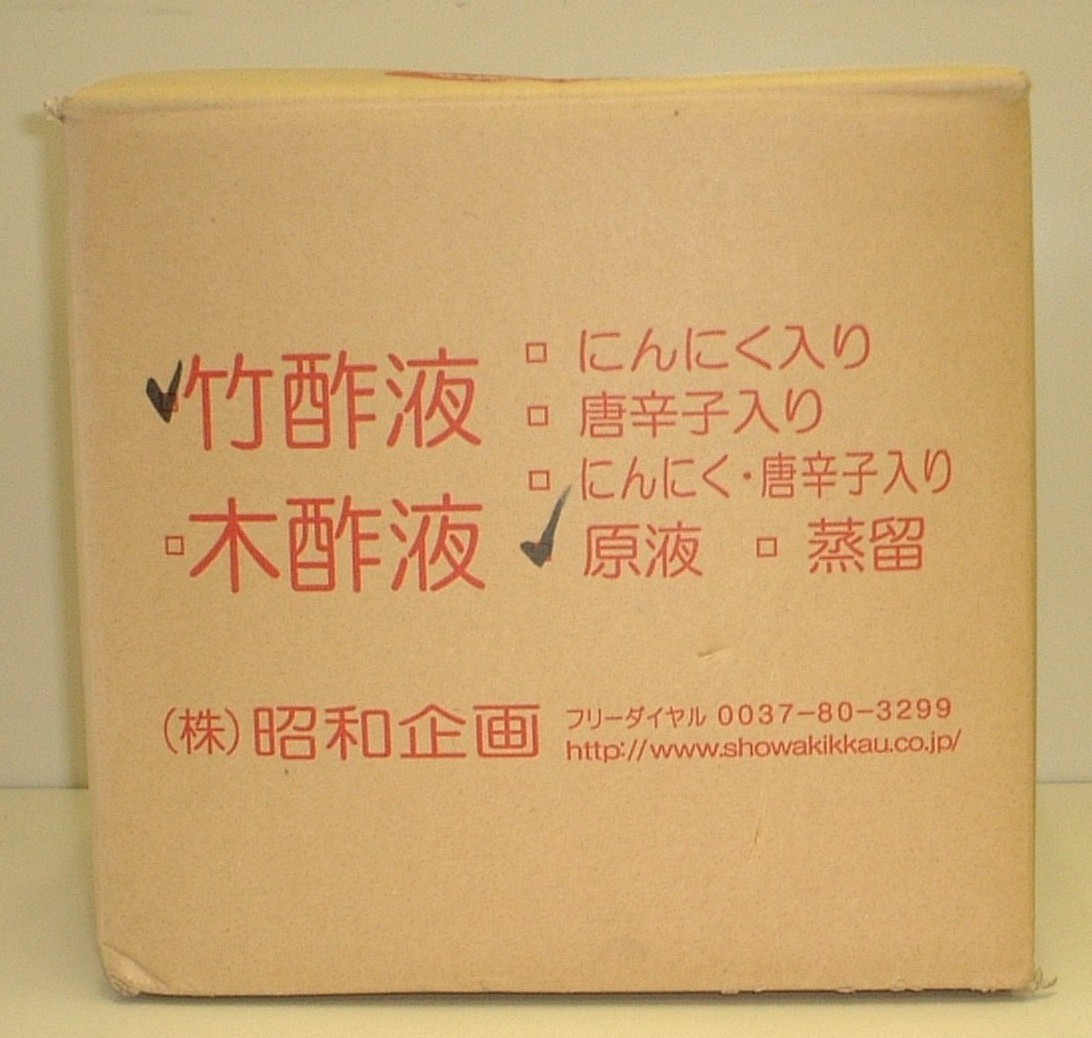 竹酢液
木酢液
□ にんにく入り
□ 唐辛子入り
□ にんにく・唐辛子入り
原液 □ 蒸留
（株）昭和企画
フリーダイヤル 0037−80−3299
http://www.showakikkau.co.jp/